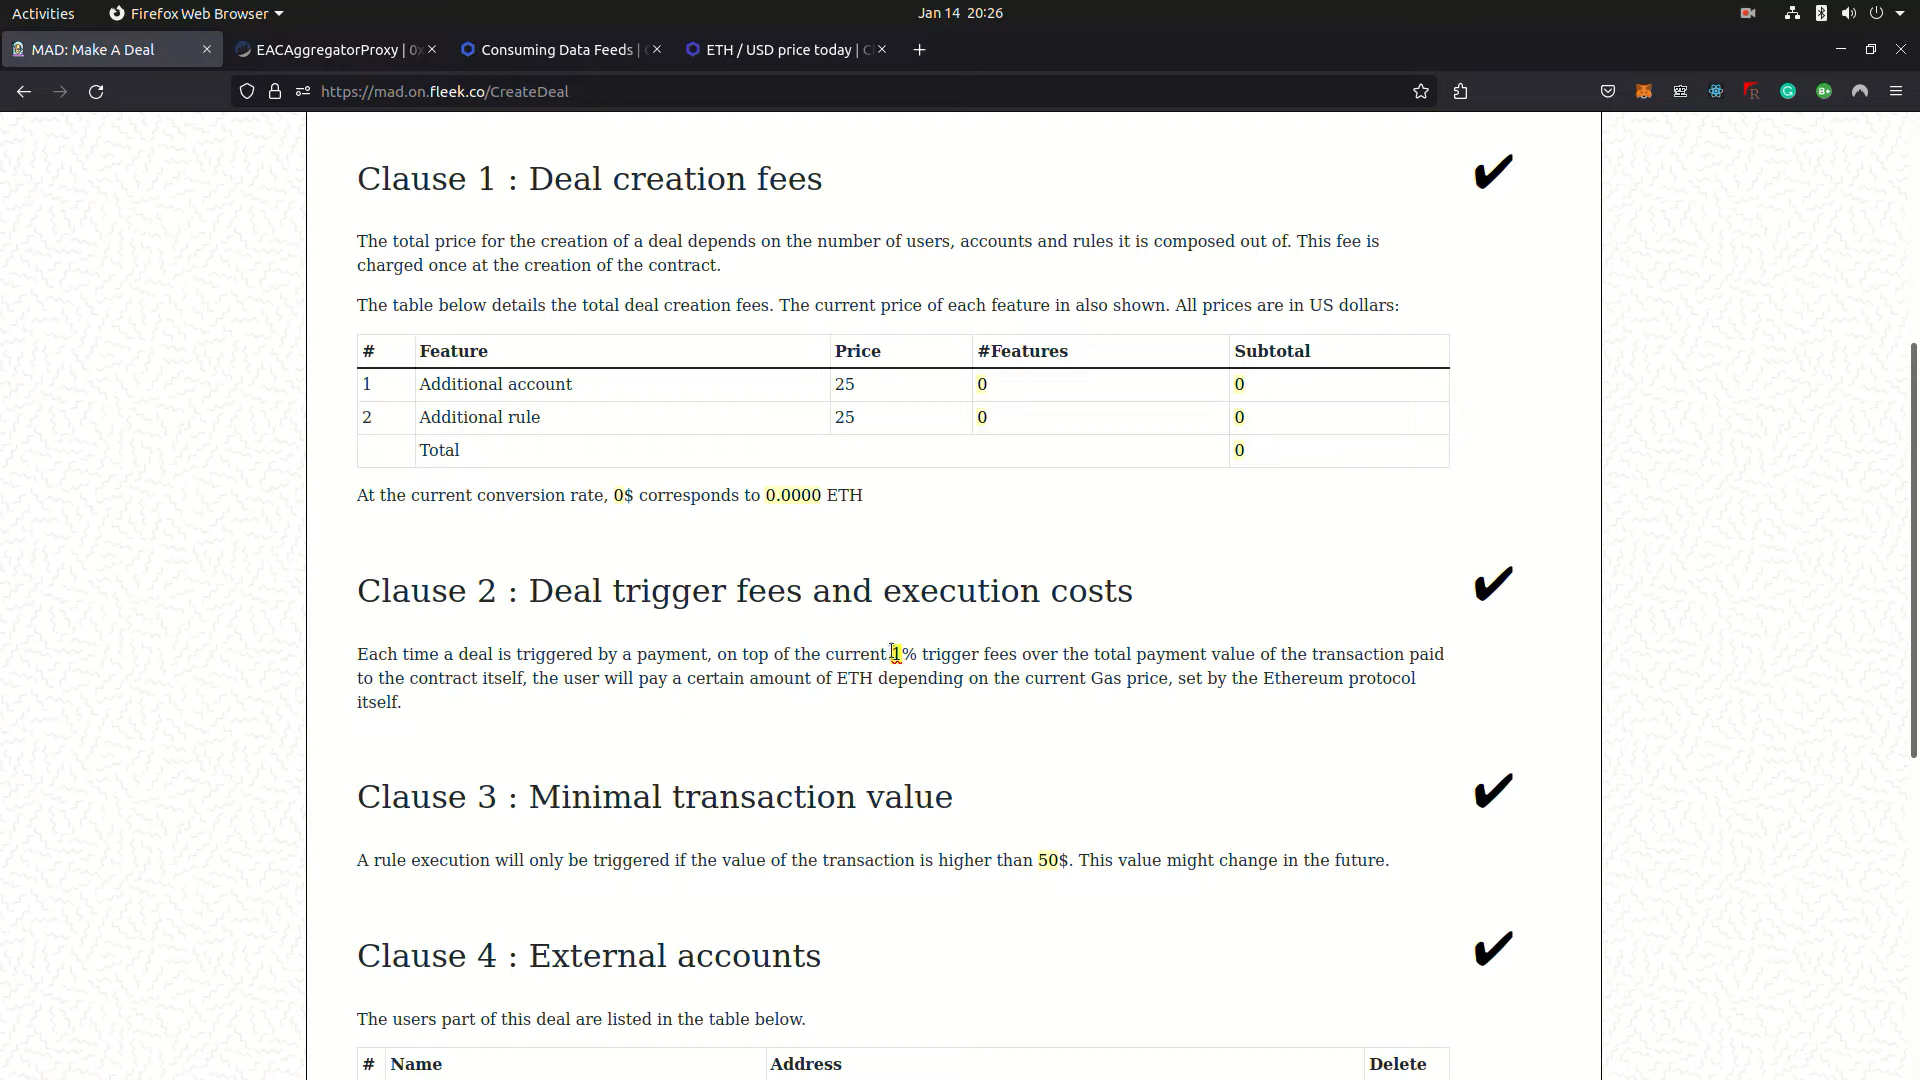 Activities
Firefox Web Browser
Jan 14 20:26
MAD: Make A Deal
EACAggregatorProxy | 0x
Consuming Data Feeds |
ETH / USD price today |
https://mad.on.fleek.co/CreateDeal
Clause 1 : Deal creation fees
The total price for the creation of a deal depends on the number of users, accounts and rules it is composed out of. This fee is
charged once at the creation of the contract.
The table below details the total deal creation fees. The current price of each feature in also shown. All prices are in US dollars:
# Feature Price #Features Subtotal
1 Additional account 25 0 0
2 Additional rule 25 0 0
Total 0
At the current conversion rate, 0$ corresponds to 0.0000 ETH
Clause 2 : Deal trigger fees and execution costs
Each time a deal is triggered by a payment, on top of the current 1% trigger fees over the total payment value of the transaction paid
to the contract itself, the user will pay a certain amount of ETH depending on the current Gas price, set by the Ethereum protocol
itself.
Clause 3 : Minimal transaction value
A rule execution will only be triggered if the value of the transaction is higher than 50$. This value might change in the future.
Clause 4 : External accounts
The users part of this deal are listed in the table below.
# Name Address Delete